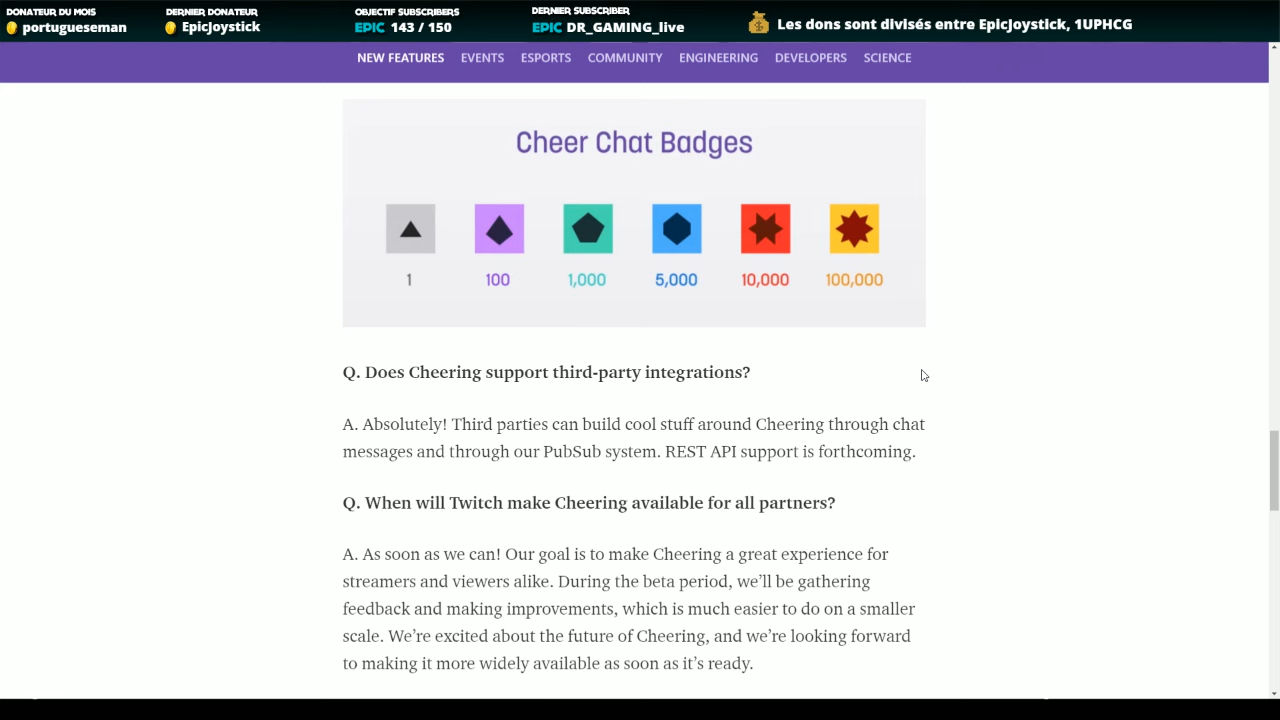 DONATEUR DU MOIS
portugueseman
DERNIER DONATEUR
EpicJoystick
OBJECTIF SUBSCRIBERS
EPIC 143 / 150
DERNIER SUBSCRIBER
EPIC DR_GAMING_live
Les dons sont divisés entre EpicJoystick, 1UPHCG
NEW FEATURES EVENTS ESPORTS COMMUNITY ENGINEERING DEVELOPERS SCIENCE
Cheer Chat Badges
1 100 1,000 5,000 10,000 100,000
Q. Does Cheering support third-party integrations?
A. Absolutely! Third parties can build cool stuff around Cheering through chat
messages and through our PubSub system. REST API support is forthcoming.
Q. When will Twitch make Cheering available for all partners?
A. As soon as we can! Our goal is to make Cheering a great experience for
streamers and viewers alike. During the beta period, we’ll be gathering
feedback and making improvements, which is much easier to do on a smaller
scale. We’re excited about the future of Cheering, and we’re looking forward
to making it more widely available as soon as it’s ready.